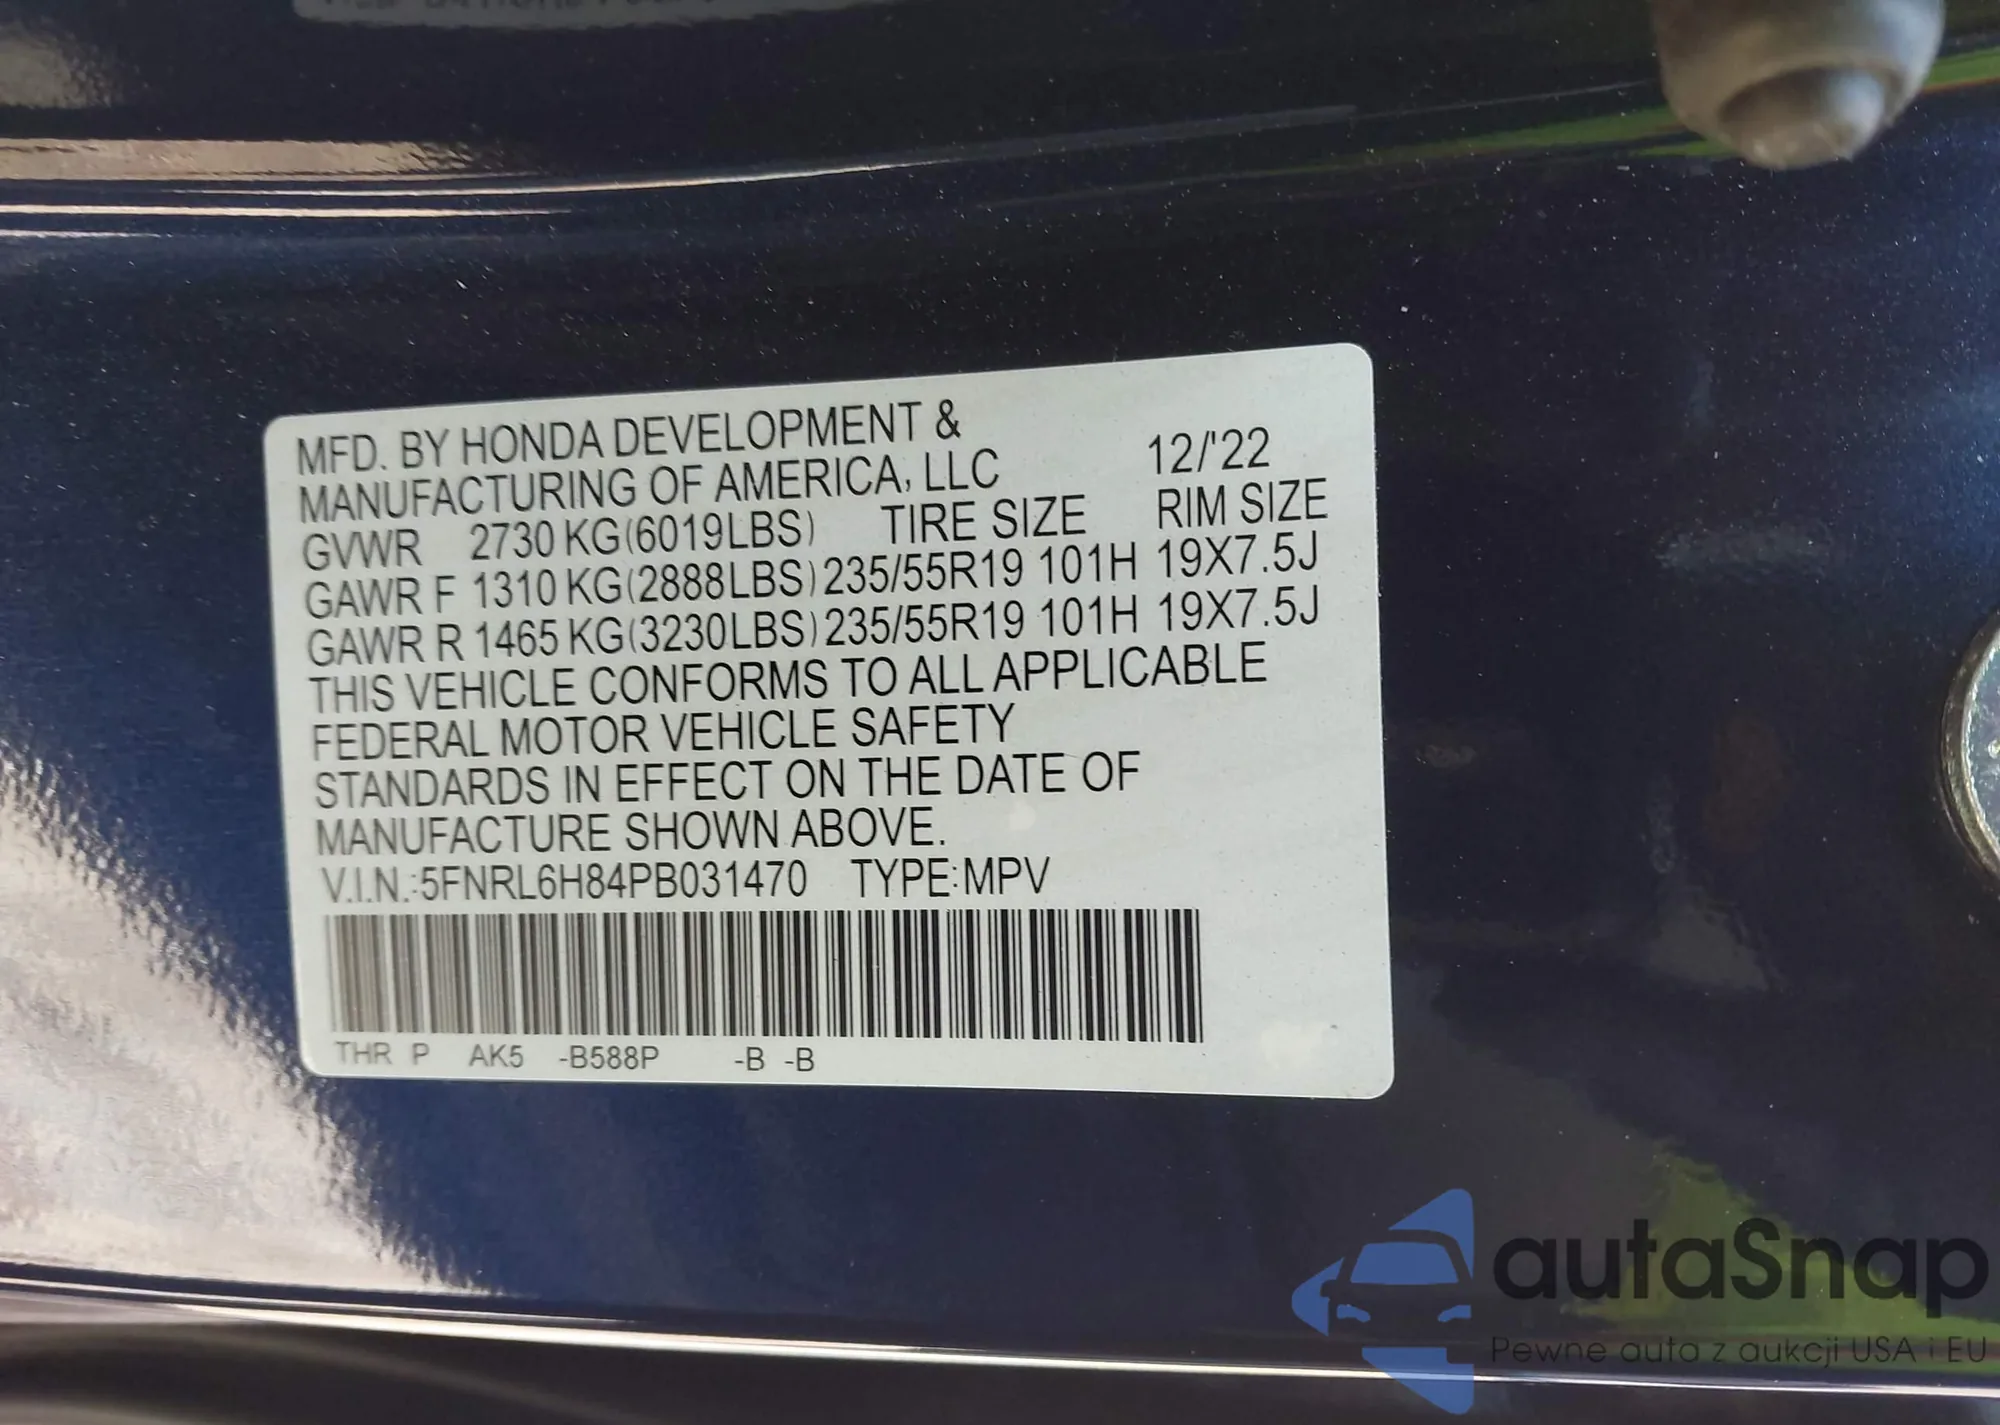 MFD. BY HONDA DEVELOPMENT &
MANUFACTURING OF AMERICA, LLC 12/'22
GVWR 2730 KG(6019LBS) TIRE SIZE RIM SIZE
GAWR F 1310 KG(2888LBS) 235/55R19 101H 19X7.5J
GAWR R 1465 KG(3230LBS) 235/55R19 101H 19X7.5J
THIS VEHICLE CONFORMS TO ALL APPLICABLE
FEDERAL MOTOR VEHICLE SAFETY
STANDARDS IN EFFECT ON THE DATE OF
MANUFACTURE SHOWN ABOVE.
V.I.N.:5FNRL6H84PB031470 TYPE:MPV
THR P AK5 -B588P -B -B
autaSnap
Pewne auta z aukcji USA i EU